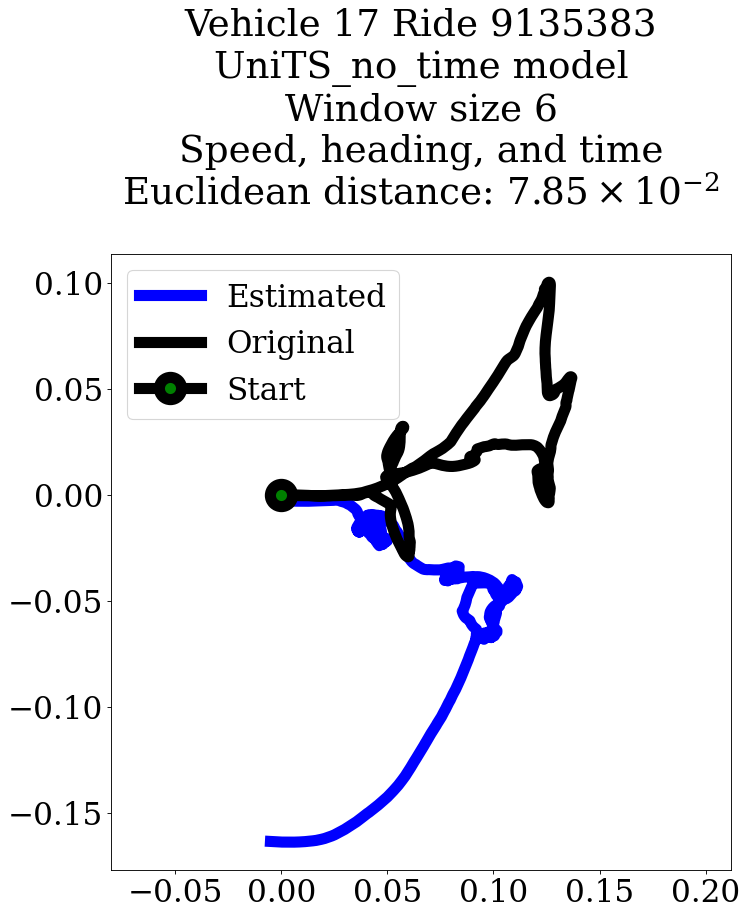 Vehicle 17 Ride 9135383
UniTS_no_time model
Window size 6
Speed, heading, and time
Euclidean distance: 7.85 × 10⁻²
Estimated
Original
Start
0.10
0.05
0.00
−0.05
−0.10
−0.15
−0.05 0.00 0.05 0.10 0.15 0.20